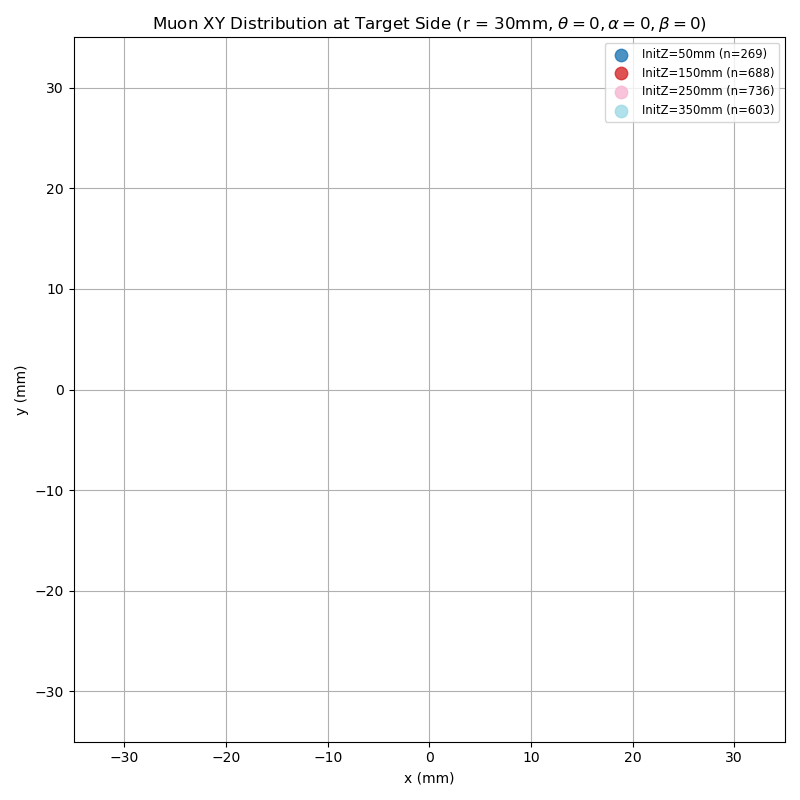 Muon XY Distribution at Target Side (r = 30mm, θ = 0, α = 0, β = 0)
InitZ=50mm (n=269)
InitZ=150mm (n=688)
InitZ=250mm (n=736)
InitZ=350mm (n=603)
30
20
10
0
−10
−20
−30
y (mm)
−30 −20 −10 0 10 20 30
x (mm)